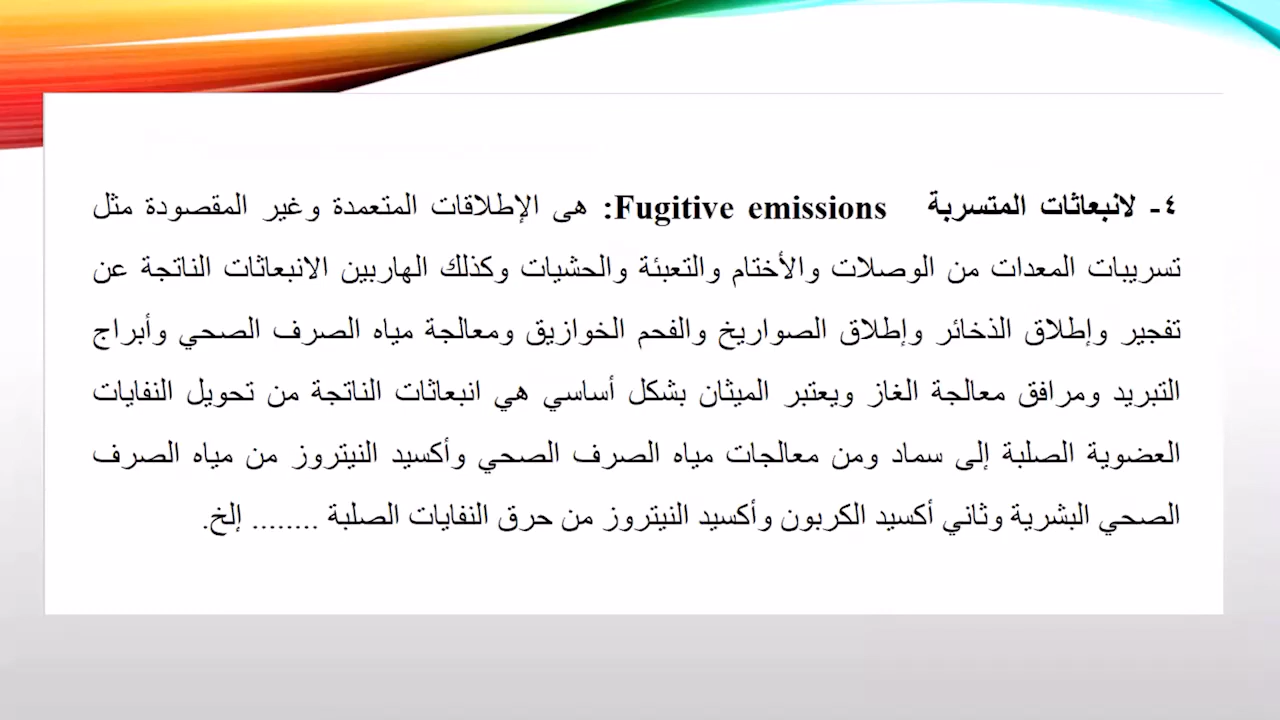 ٤- لانبعاثات المتسربة Fugitive emissions: هى الإطلاقات المتعمدة وغير المقصودة مثل
تسريبات المعدات من الوصلات والأختام والتعبئة والحشيات وكذلك الهاربين الانبعاثات الناتجة عن
تفجير وإطلاق الذخائر وإطلاق الصواريخ والفحم الخوازيق ومعالجة مياه الصرف الصحي وأبراج
التبريد ومرافق معالجة الغاز ويعتبر الميثان بشكل أساسي هي انبعاثات الناتجة من تحويل النفايات
العضوية الصلبة إلى سماد ومن معالجات مياه الصرف الصحي وأكسيد النيتروز من مياه الصرف
الصحي البشرية وثاني أكسيد الكربون وأكسيد النيتروز من حرق النفايات الصلبة ........ إلخ.